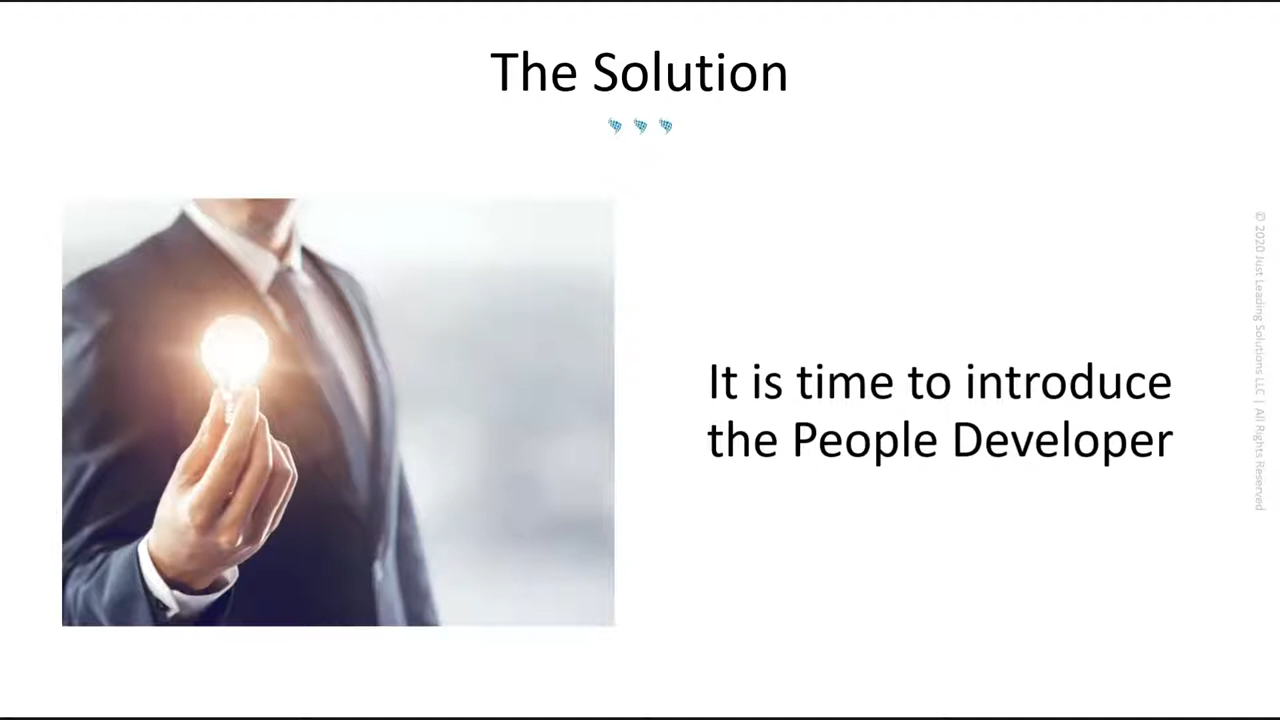 The Solution
It is time to introduce
the People Developer
© 2020 Just Leading Solutions LLC | All Rights Reserved